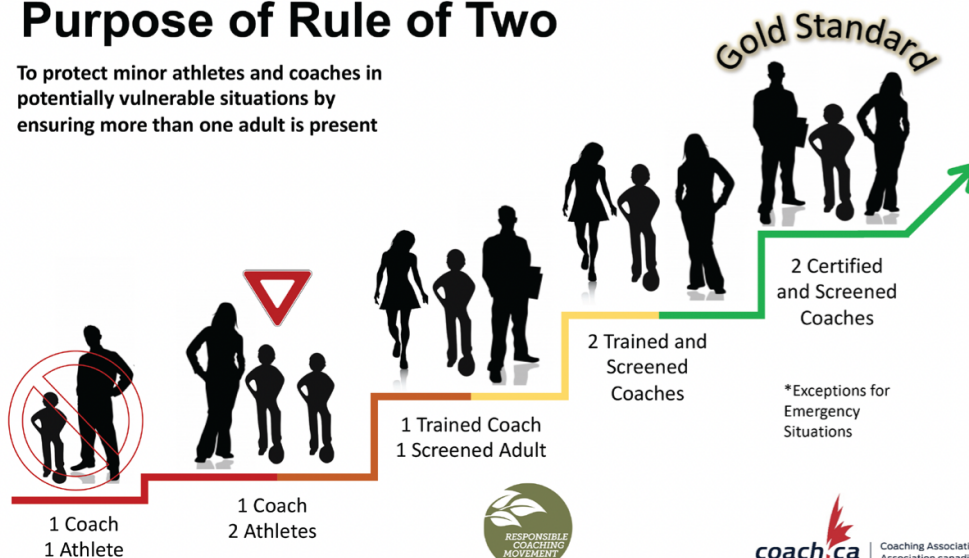 Purpose of Rule of Two
To protect minor athletes and coaches in
potentially vulnerable situations by
ensuring more than one adult is present
Gold Standard
2 Certified
and Screened
Coaches
2 Trained and
Screened
Coaches
*Exceptions for
Emergency
Situations
1 Trained Coach
1 Screened Adult
1 Coach
2 Athletes
1 Coach
1 Athlete
RESPONSIBLE
COACHING
MOVEMENT
coach.ca
Coaching Associati